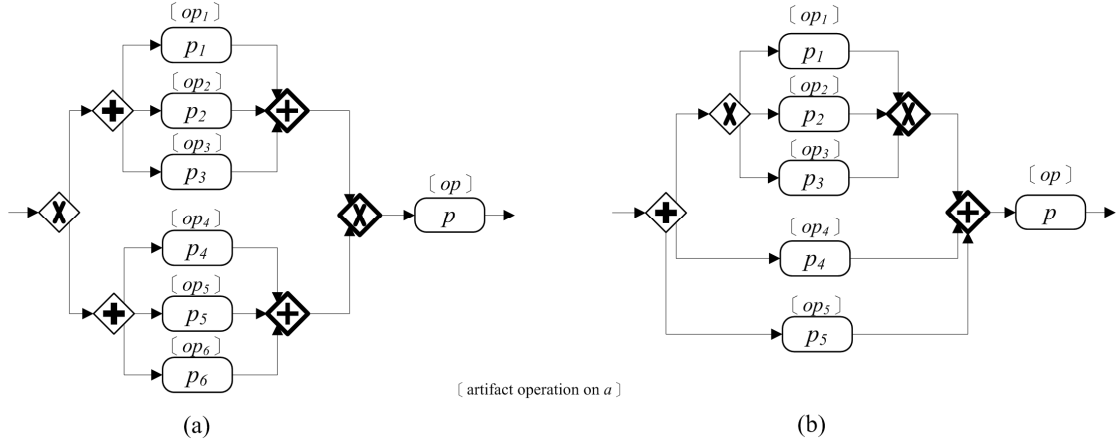 〔 op1 〕
p1
〔 op2 〕
p2
〔 op3 〕
p3
〔 op 〕
p
〔 op4 〕
p4
〔 op5 〕
p5
〔 op6 〕
p6
(a)
〔 artifact operation on a 〕
〔 op1 〕
p1
〔 op2 〕
p2
〔 op3 〕
p3
〔 op 〕
p
〔 op4 〕
p4
〔 op5 〕
p5
(b)